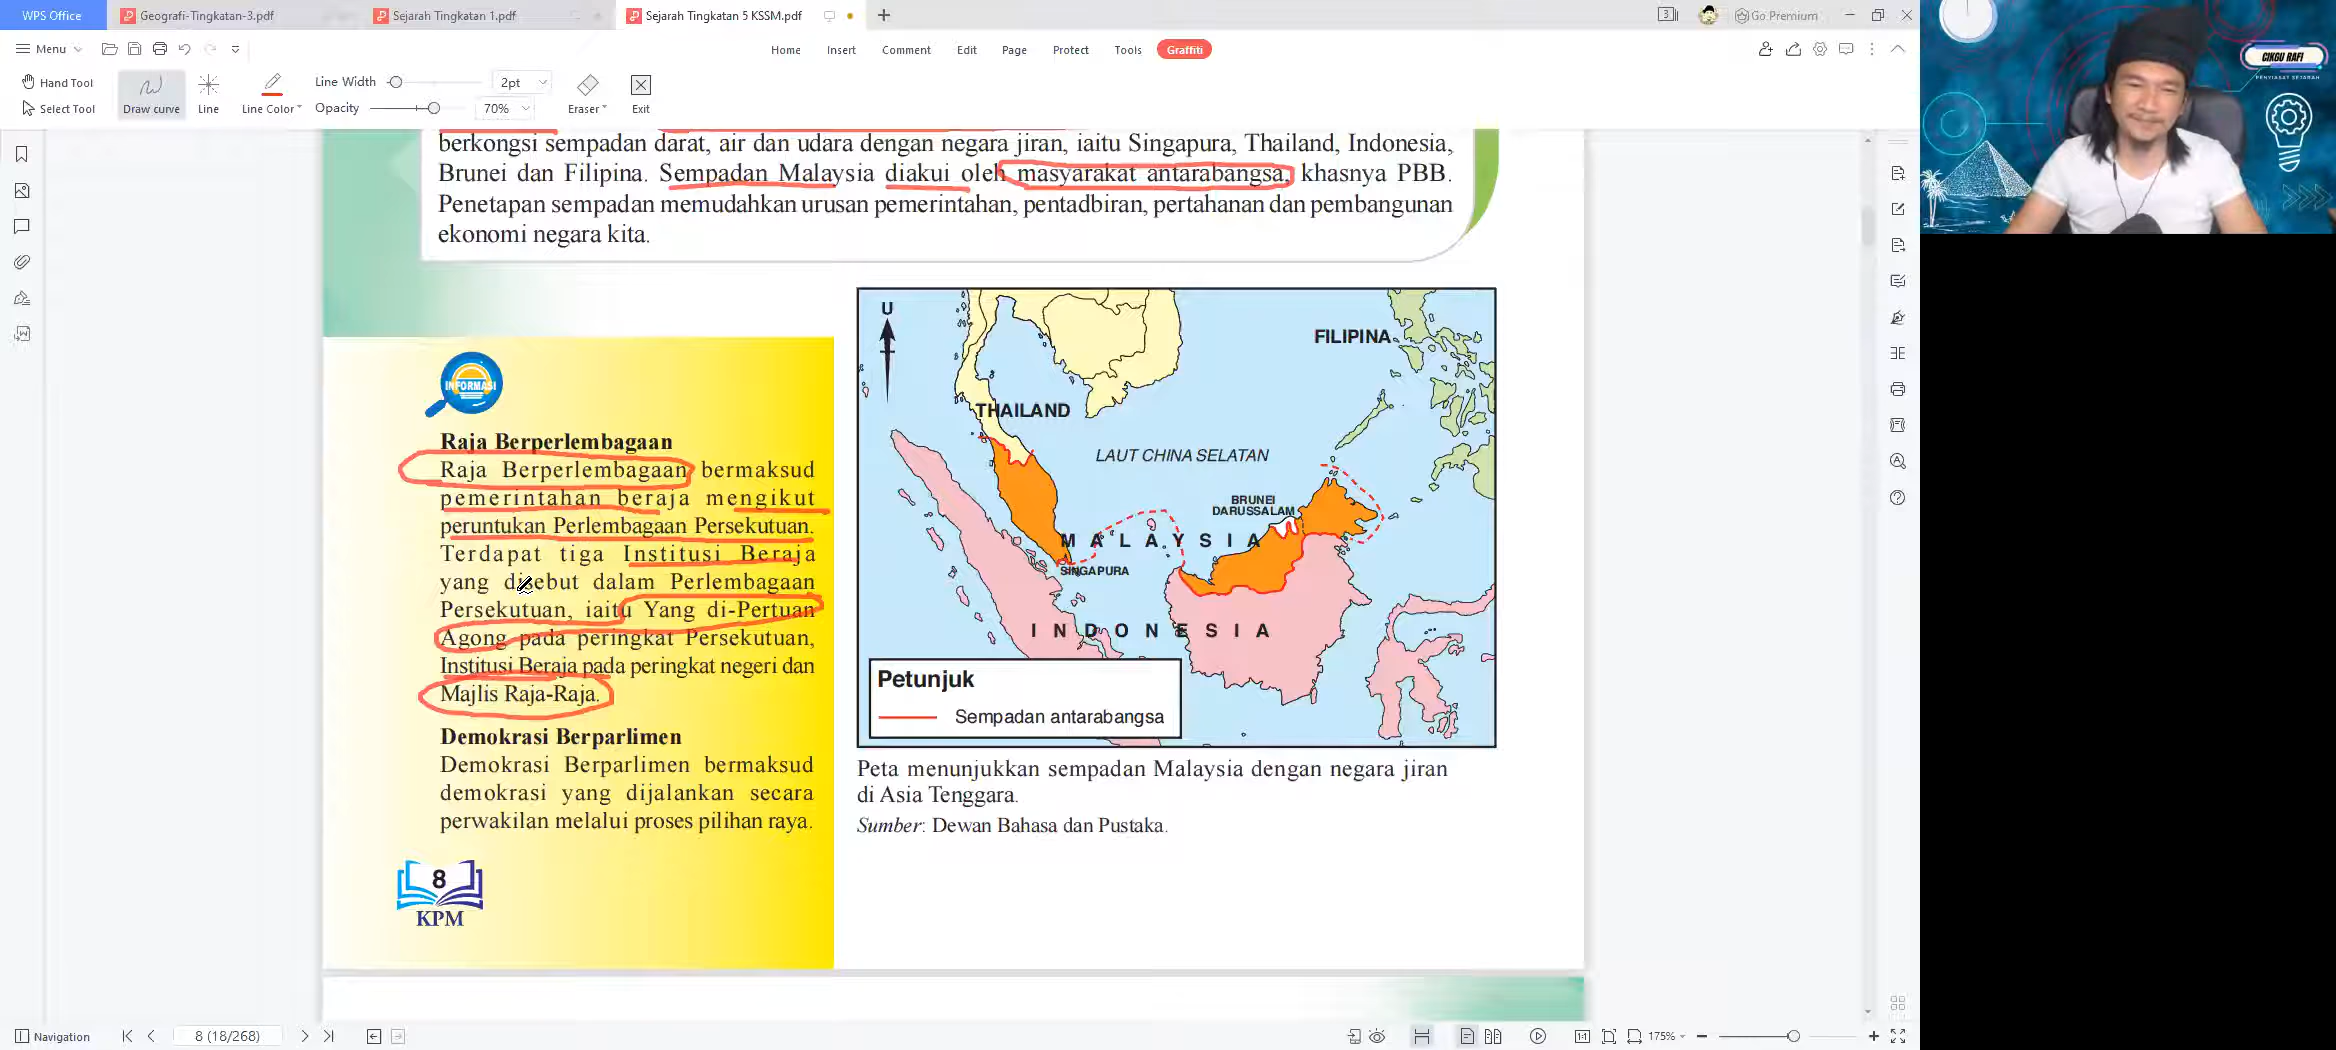 WPS Office
Geografi-Tingkatan-3.pdf
Sejarah Tingkatan 1.pdf
Sejarah Tingkatan 5 KSSM.pdf
3
Go Premium
Menu
Home
Insert
Comment
Edit
Page
Protect
Tools
Graffiti
Hand Tool
Select Tool
Draw curve
Line
Line Color
Line Width
2pt
Opacity
70%
Eraser
Exit
CIKGU RAFI
PENYIASAT SEJARAH
berkongsi sempadan darat, air dan udara dengan negara jiran, iaitu Singapura, Thailand, Indonesia,
Brunei dan Filipina. Sempadan Malaysia diakui oleh masyarakat antarabangsa, khasnya PBB.
Penetapan sempadan memudahkan urusan pemerintahan, pentadbiran, pertahanan dan pembangunan
ekonomi negara kita.
INFORMASI
Raja Berperlembagaan
Raja Berperlembagaan bermaksud
pemerintahan beraja mengikut
peruntukan Perlembagaan Persekutuan.
Terdapat tiga Institusi Beraja
yang disebut dalam Perlembagaan
Persekutuan, iaitu Yang di-Pertuan
Agong pada peringkat Persekutuan,
Institusi Beraja pada peringkat negeri dan
Majlis Raja-Raja.
Demokrasi Berparlimen
Demokrasi Berparlimen bermaksud
demokrasi yang dijalankan secara
perwakilan melalui proses pilihan raya.
8
KPM
U
FILIPINA
THAILAND
LAUT CHINA SELATAN
BRUNEI
DARUSSALAM
MALAYSIA
SINGAPURA
INDONESIA
Petunjuk
Sempadan antarabangsa
Peta menunjukkan sempadan Malaysia dengan negara jiran
di Asia Tenggara.
Sumber: Dewan Bahasa dan Pustaka.
Navigation
8 (18/268)
1:1
175%